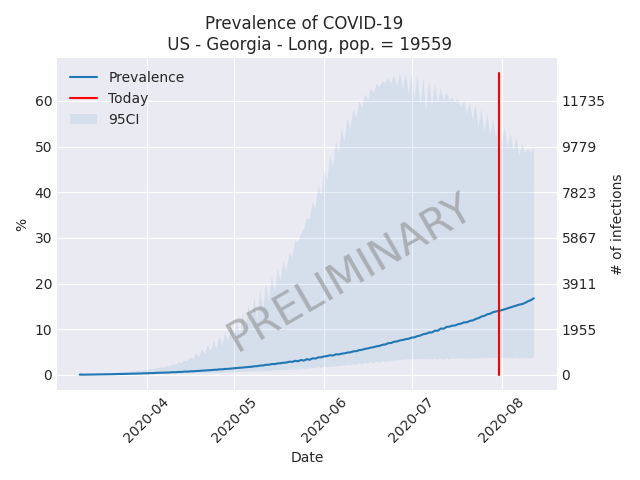 Prevalence of COVID-19
US - Georgia - Long, pop. = 19559
Prevalence
Today
95CI
60
50
40
30
20
10
0
%
11735
9779
7823
5867
3911
1955
0
# of infections
PRELIMINARY
2020-04
2020-05
2020-06
2020-07
2020-08
Date